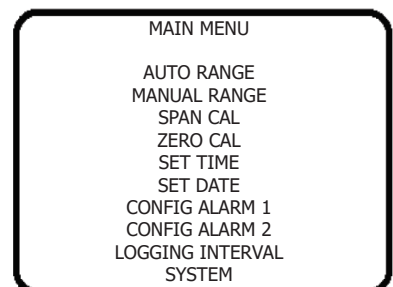 MAIN MENU
AUTO RANGE
MANUAL RANGE
SPAN CAL
ZERO CAL
SET TIME
SET DATE
CONFIG ALARM 1
CONFIG ALARM 2
LOGGING INTERVAL
SYSTEM